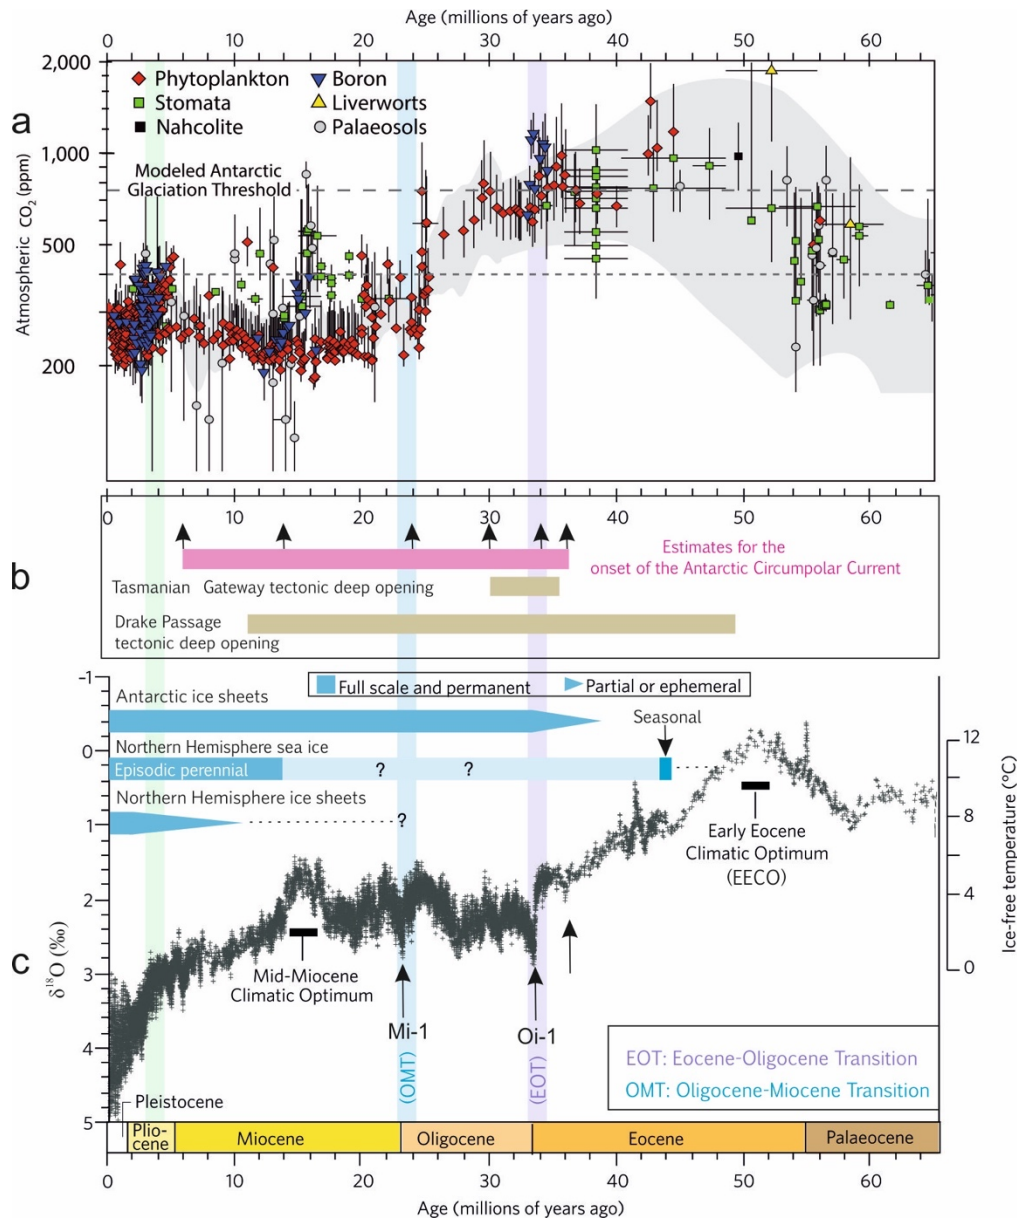 Age (millions of years ago)
0 10 20 30 40 50 60
a
Atmospheric CO₂ (ppm)
2,000
1,000
500
400
200
Phytoplankton
Stomata
Nahcolite
Boron
Liverworts
Palaeosols
Modeled Antarctic
Glaciation Threshold
0 10 20 30 40 50 60
b
Estimates for the
onset of the Antarctic Circumpolar Current
Tasmanian Gateway tectonic deep opening
Drake Passage
tectonic deep opening
c
δ¹⁸O (‰)
-1
0
1
2
3
4
5
Full scale and permanent
Partial or ephemeral
Antarctic ice sheets
Seasonal
Northern Hemisphere sea ice
Episodic perennial
? ?
Northern Hemisphere ice sheets
?
Early Eocene
Climatic Optimum
(EECO)
Mid-Miocene
Climatic Optimum
Mi-1
(OMT)
Oi-1
(EOT)
12
10
8
6
4
2
0
Ice-free temperature (°C)
EOT: Eocene-Oligocene Transition
OMT: Oligocene-Miocene Transition
Pleistocene
Plio-
cene
Miocene
Oligocene
Eocene
Palaeocene
0 10 20 30 40 50 60
Age (millions of years ago)